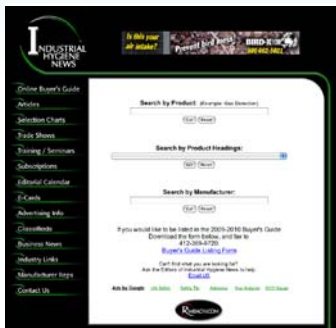 INDUSTRIAL
HYGIENE
NEWS
Is this your
air intake?
Prevent bird mess!
BIRD-X
Online Buyer's Guide
Articles
Selection Charts
Trade Shows
Training / Seminars
Subscriptions
Editorial Calendar
E-Cards
Advertising Info
Classifieds
Business News
Industry Links
Manufacturer Reps
Contact Us
Search by Product: (Example: Gas Detection)
Go! Reset
Search by Product Headings:
Go! Reset
Search by Manufacturer:
Go! Reset
If you would like to be listed in the 2009-2010 Buyer's Guide
Download the form below, and fax to
412-369-9720.
Buyer's Guide Listing Form
Can't find what you are looking for?
Ask the Editors of Industrial Hygiene News to help.
Email US
Ads by Google
RIMBACH.COM